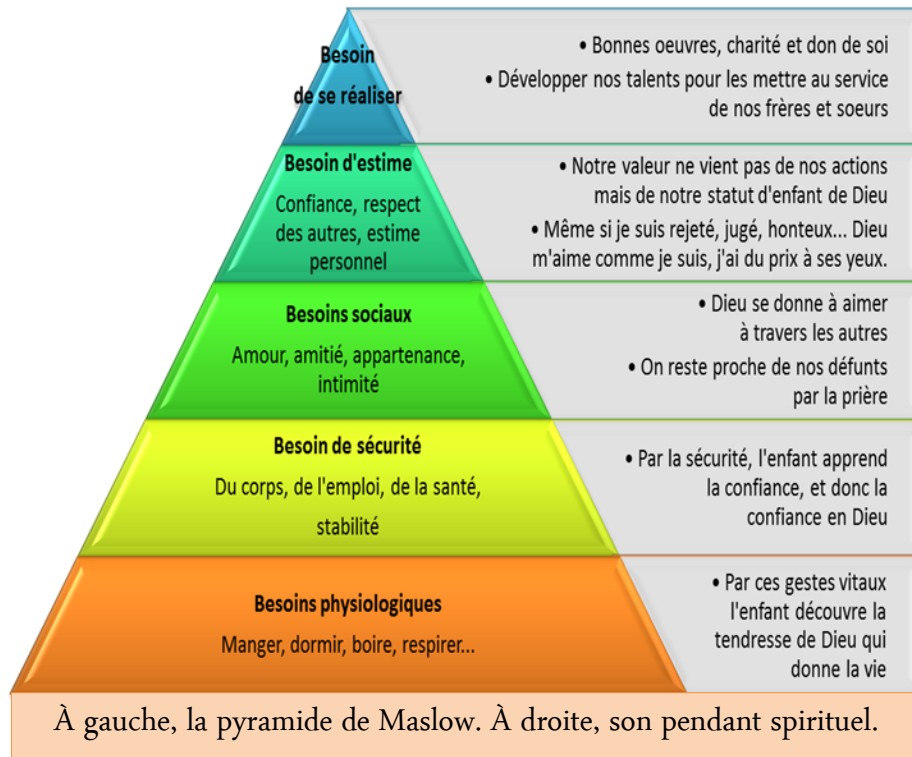 Besoin
de se réaliser
• Bonnes oeuvres, charité et don de soi
• Développer nos talents pour les mettre au service
de nos frères et soeurs
Besoin d'estime
Confiance, respect
des autres, estime
personnel
• Notre valeur ne vient pas de nos actions
mais de notre statut d'enfant de Dieu
• Même si je suis rejeté, jugé, honteux... Dieu
m'aime comme je suis, j'ai du prix à ses yeux.
Besoins sociaux
Amour, amitié, appartenance,
intimité
• Dieu se donne à aimer
à travers les autres
• On reste proche de nos défunts
par la prière
Besoin de sécurité
Du corps, de l'emploi, de la santé,
stabilité
• Par la sécurité, l'enfant apprend
la confiance, et donc la
confiance en Dieu
Besoins physiologiques
Manger, dormir, boire, respirer...
• Par ces gestes vitaux
l'enfant découvre la
tendresse de Dieu qui
donne la vie
À gauche, la pyramide de Maslow. À droite, son pendant spirituel.